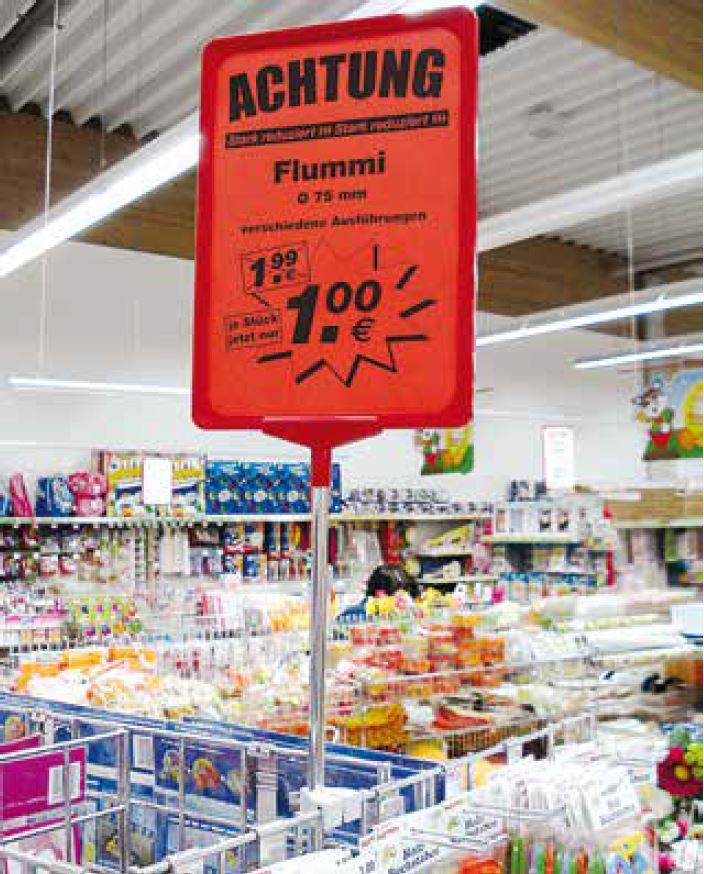 ACHTUNG
Stark reduziert !!! Stark reduziert !!!
Flummi
Ø 75 mm
verschiedene Ausführungen
1.99
€
je Stück
jetzt nur
1.00
€